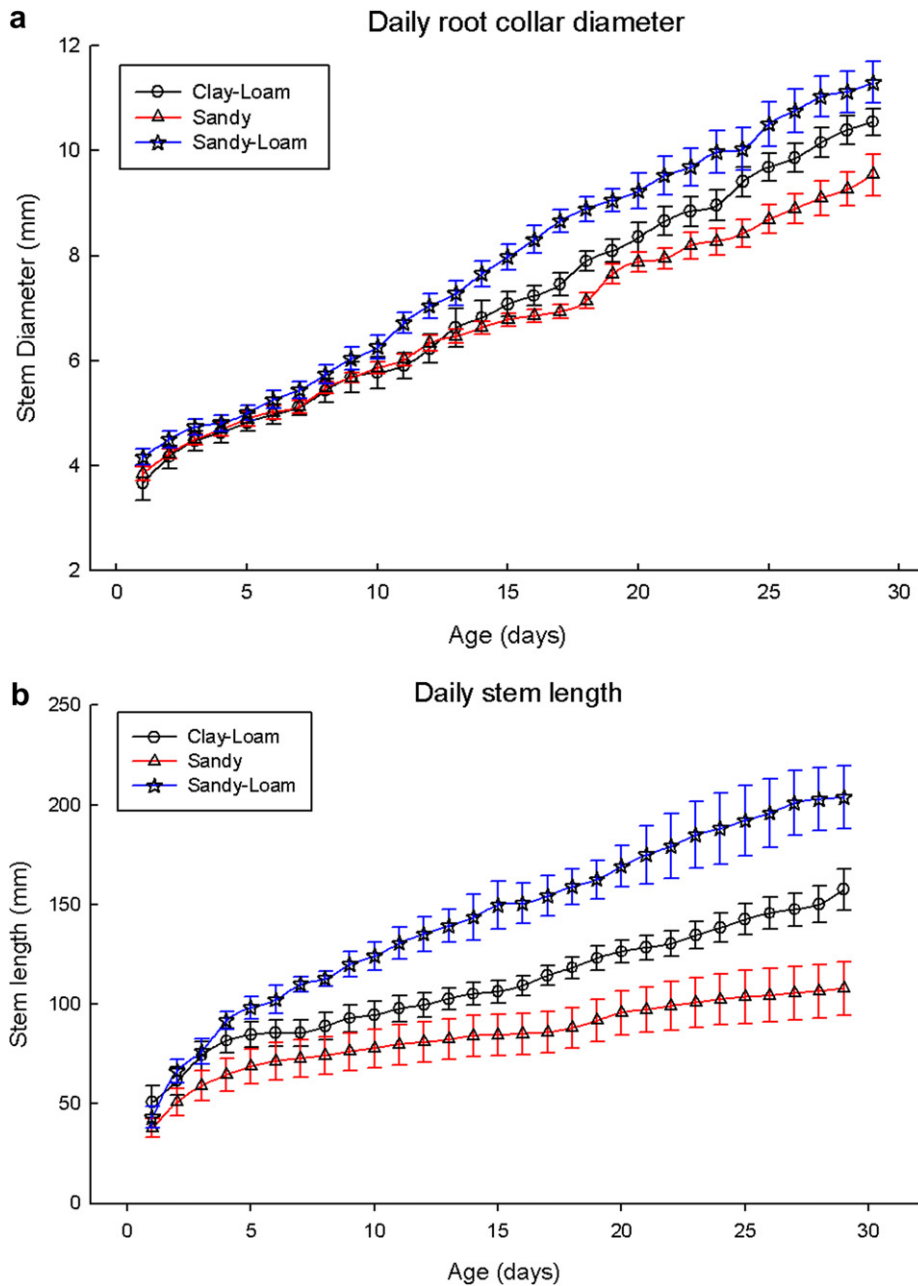 a
Daily root collar diameter
12
10
8
6
4
2
Stem Diameter (mm)
Clay-Loam
Sandy
Sandy-Loam
0 5 10 15 20 25 30
Age (days)
b
Daily stem length
250
200
150
100
50
0
Stem length (mm)
Clay-Loam
Sandy
Sandy-Loam
0 5 10 15 20 25 30
Age (days)